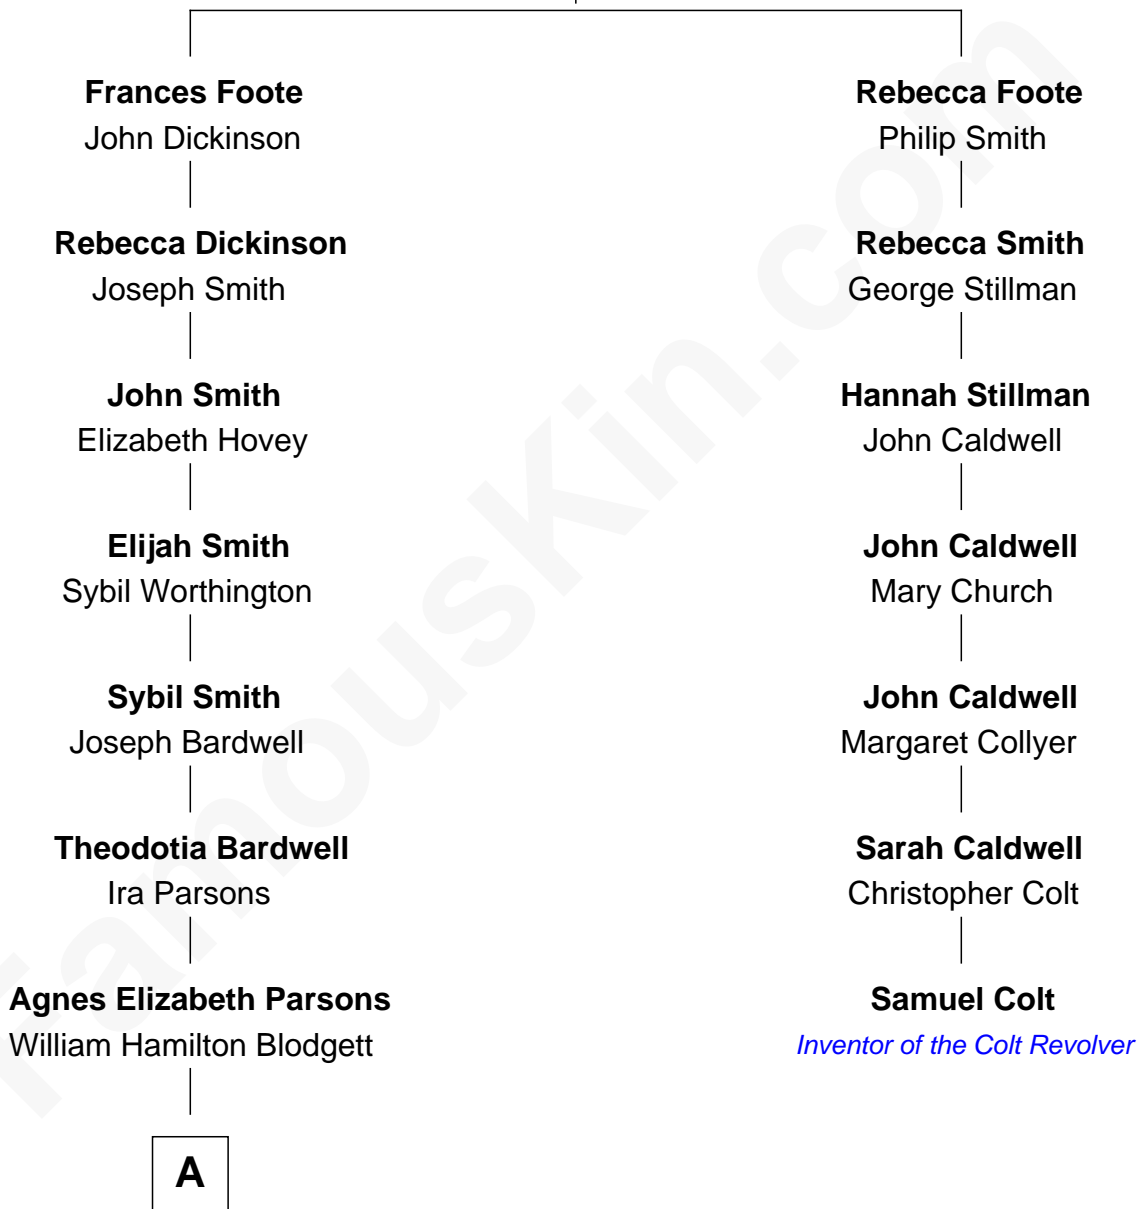 Frances Foote
John Dickinson
Rebecca Dickinson
Joseph Smith
John Smith
Elizabeth Hovey
Elijah Smith
Sybil Worthington
Sybil Smith
Joseph Bardwell
Theodotia Bardwell
Ira Parsons
Agnes Elizabeth Parsons
William Hamilton Blodgett
A
Rebecca Foote
Philip Smith
Rebecca Smith
George Stillman
Hannah Stillman
John Caldwell
John Caldwell
Mary Church
John Caldwell
Margaret Collyer
Sarah Caldwell
Christopher Colt
Samuel Colt
Inventor of the Colt Revolver
FamousKin.com